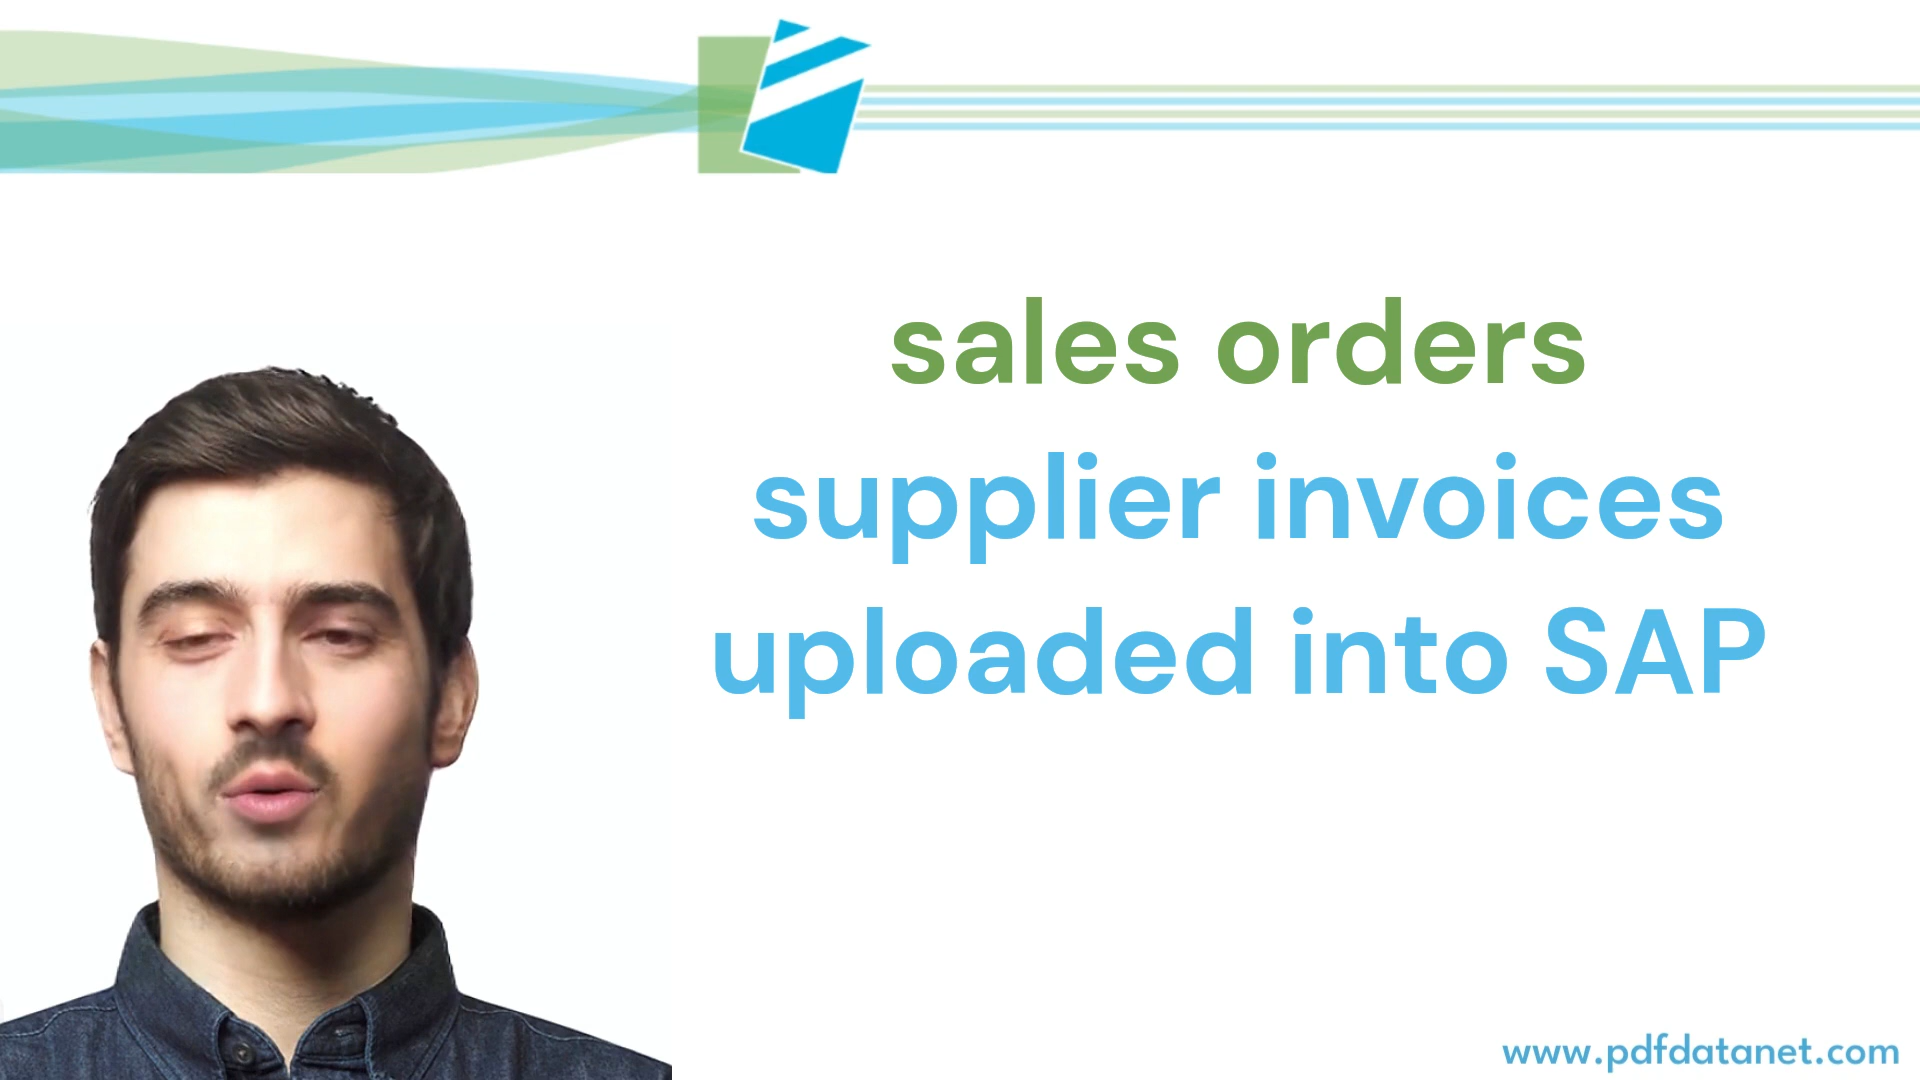 sales orders
supplier invoices
uploaded into SAP
www.pdfdatanet.com